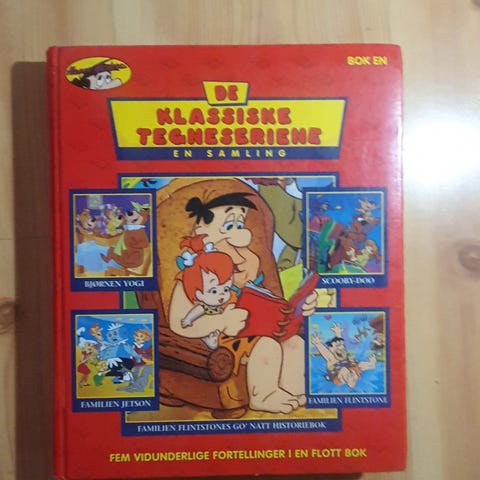 BOK EN
DE
KLASSISKE
TEGNESERIENE
EN SAMLING
BJØRNEN YOGI
SCOOBY-DOO
FAMILIEN JETSON
FAMILIEN FLINTSTONE
FAMILIEN FLINTSTONES GO' NATT HISTORIEBOK
FEM VIDUNDERLIGE FORTELLINGER I EN FLOTT BOK